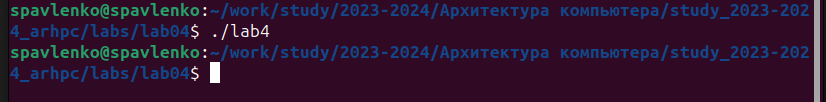 spavlenko@spavlenko:~/work/study/2023-2024/Архитектура компьютера/study_2023-202
4_arhpc/labs/lab04$ ./lab4
spavlenko@spavlenko:~/work/study/2023-2024/Архитектура компьютера/study_2023-202
4_arhpc/labs/lab04$